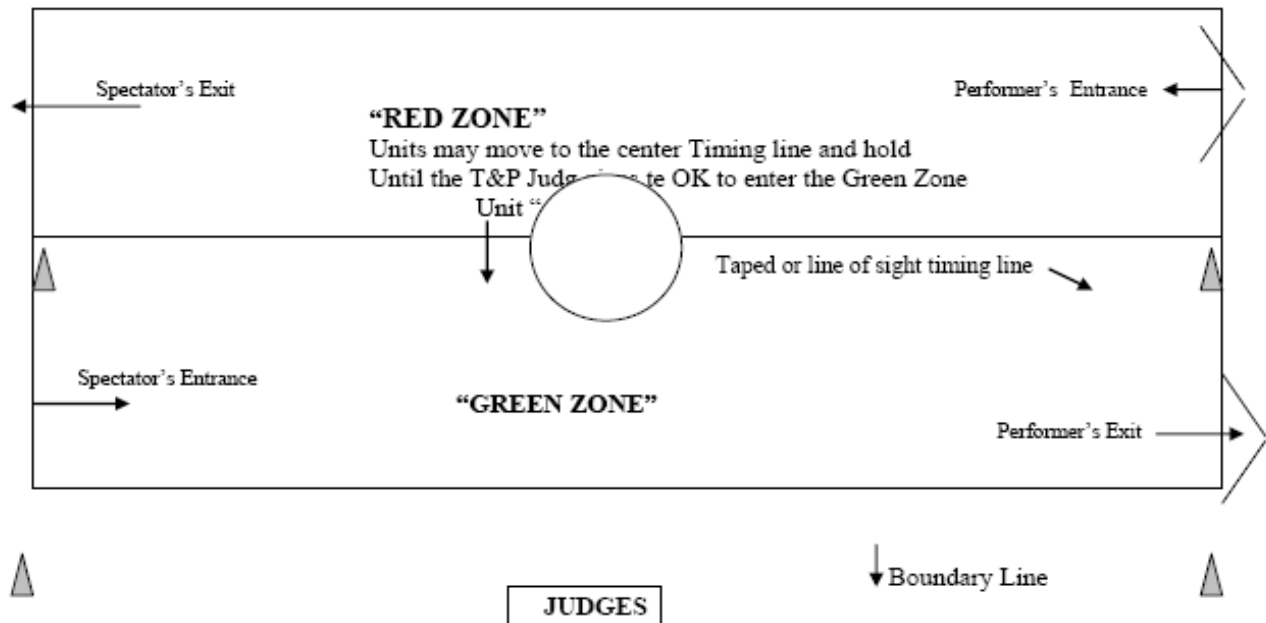 Spectator’s Exit
Performer’s Entrance
“RED ZONE”
Units may move to the center Timing line and hold
Until the T&P te OK to enter the Green Zone
Unit “
Taped or line of sight timing line
Spectator’s Entrance
“GREEN ZONE”
Performer’s Exit
Boundary Line
JUDGES